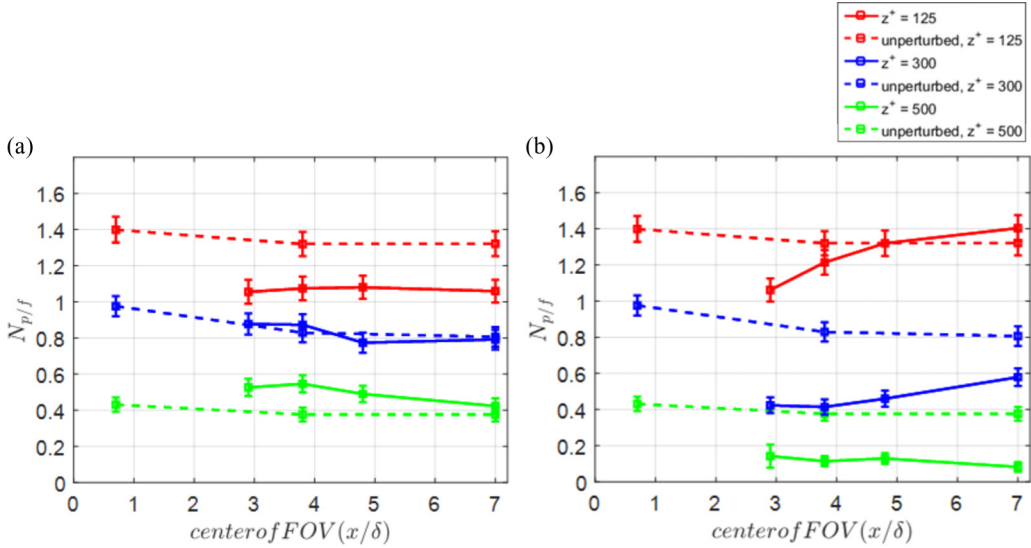 z+ = 125
unperturbed, z+ = 125
z+ = 300
unperturbed, z+ = 300
z+ = 500
unperturbed, z+ = 500
(a)
1.6
1.4
1.2
1
0.8
0.6
0.4
0.2
0
N_{p/f}
0 1 2 3 4 5 6 7
centerofFOV(x/δ)
(b)
1.6
1.4
1.2
1
0.8
0.6
0.4
0.2
0
N_{p/f}
0 1 2 3 4 5 6 7
centerofFOV(x/δ)